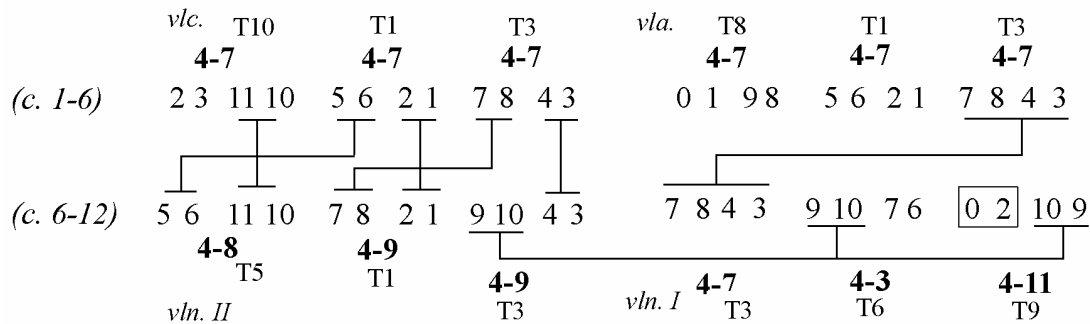 vlc. T10 T1 T3 vla. T8 T1 T3
4-7 4-7 4-7 4-7 4-7 4-7
(c. 1-6) 2 3 11 10 5 6 2 1 7 8 4 3 0 1 9 8 5 6 2 1 7 8 4 3
(c. 6-12) 5 6 11 10 7 8 2 1 9 10 4 3 7 8 4 3 9 10 7 6 0 2 10 9
4-8 4-9 4-9 4-7 4-3 4-11
vln. II T5 T1 T3 vln. I T3 T6 T9